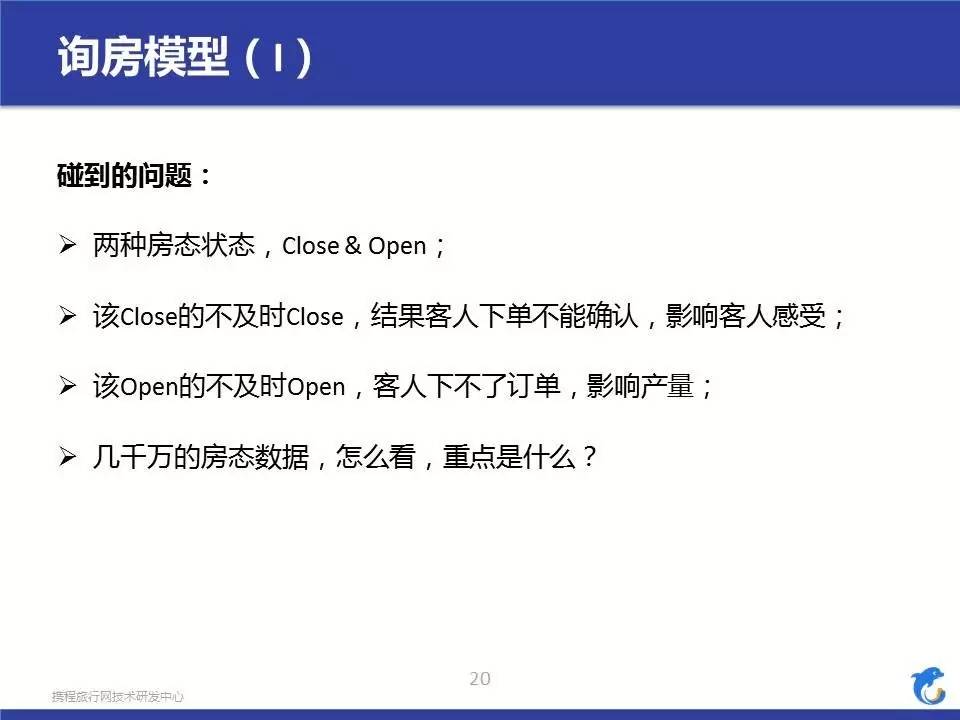 询房模型（I）
碰到的问题：
➢ 两种房态状态，Close & Open；
➢ 该Close的不及时Close，结果客人下单不能确认，影响客人感受；
➢ 该Open的不及时Open，客人下不了订单，影响产量；
➢ 几千万的房态数据，怎么看，重点是什么？
20
携程旅行网技术研发中心